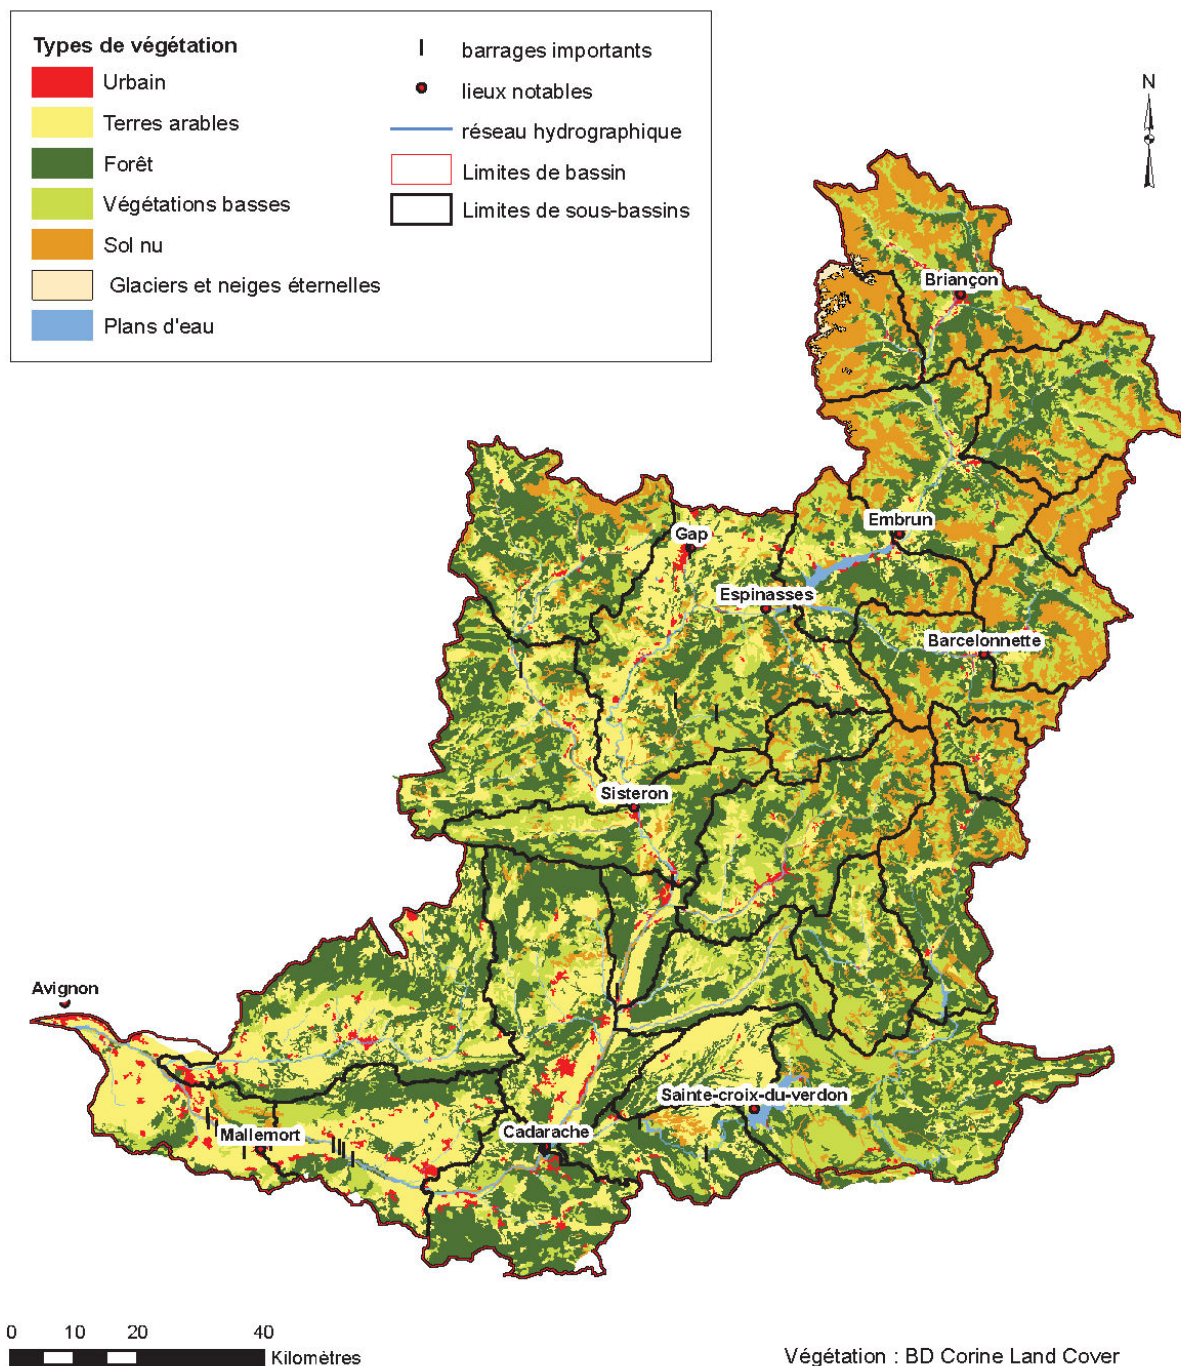 Types de végétation
Urbain
Terres arables
Forêt
Végétations basses
Sol nu
Glaciers et neiges éternelles
Plans d'eau
barrages importants
lieux notables
réseau hydrographique
Limites de bassin
Limites de sous-bassins
N
Briançon
Embrun
Gap
Espinasses
Barcelonnette
Sisteron
Avignon
Sainte-croix-du-verdon
Mallemort
Cadarache
0 10 20 40
Kilomètres
Végétation : BD Corine Land Cover